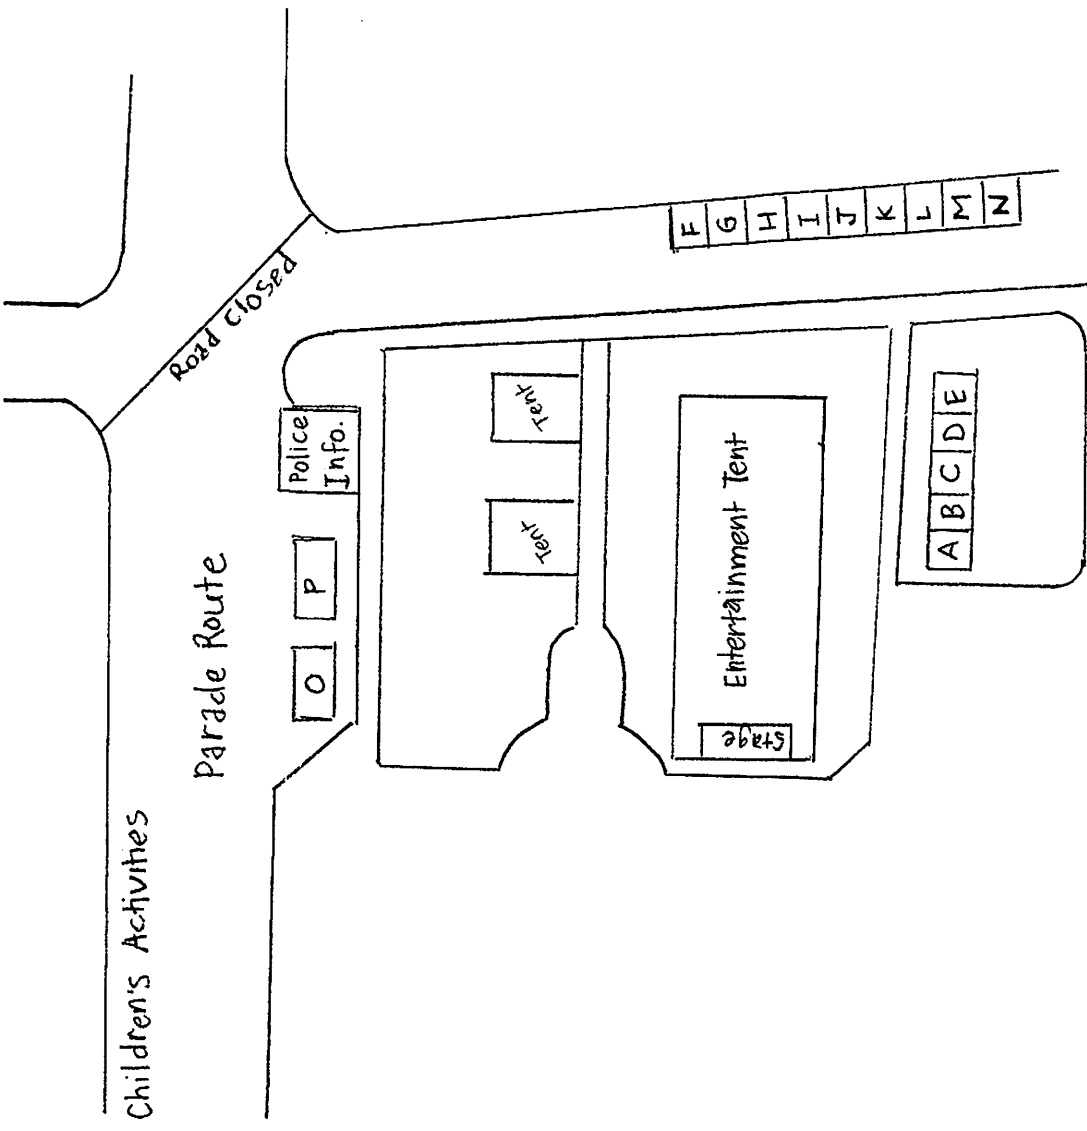 Children's Activities
Parade Route
Road Closed
O
P
Police
Info.
Tent
Tent
Stage
Entertainment Tent
A B C D E
F
G
H
I
J
K
L
M
N